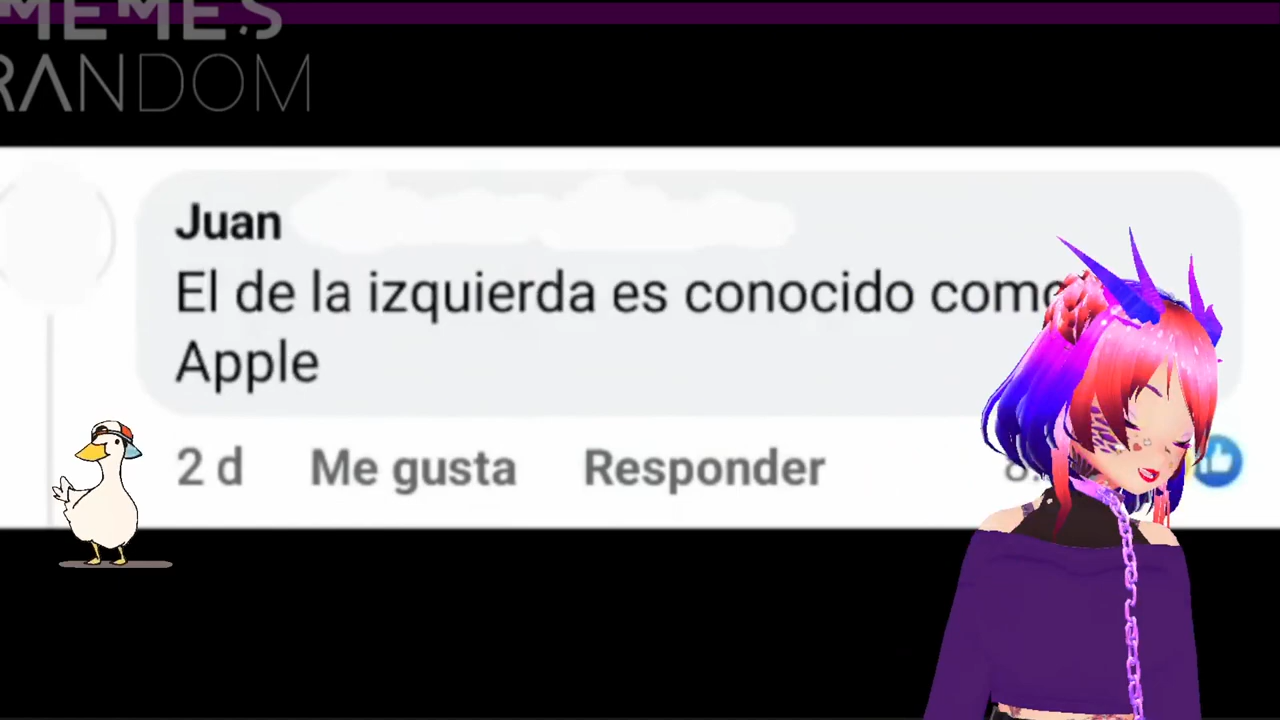 MEMES
RANDOM
Juan
El de la izquierda es conocido como
Apple
2 d Me gusta Responder